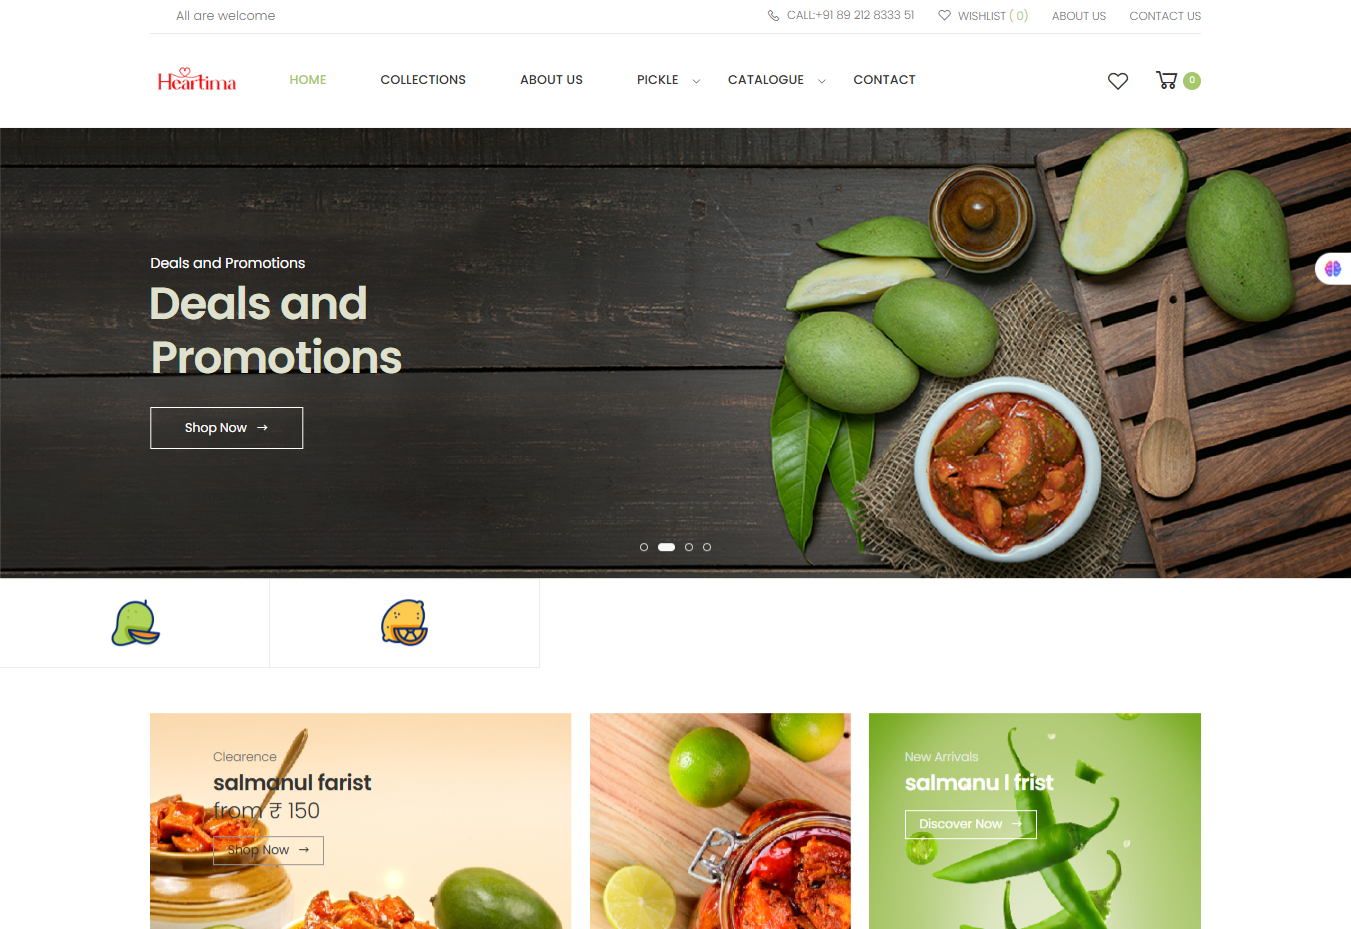 All are welcome
CALL:+91 89 212 8333 51
WISHLIST ( 0)
ABOUT US
CONTACT US
Heartima
HOME
COLLECTIONS
ABOUT US
PICKLE
CATALOGUE
CONTACT
0
Deals and Promotions
Deals and
Promotions
Shop Now →
Clearence
salmanul farist
from ₹ 150
Shop Now →
New Arrivals
salmanu l frist
Discover Now →